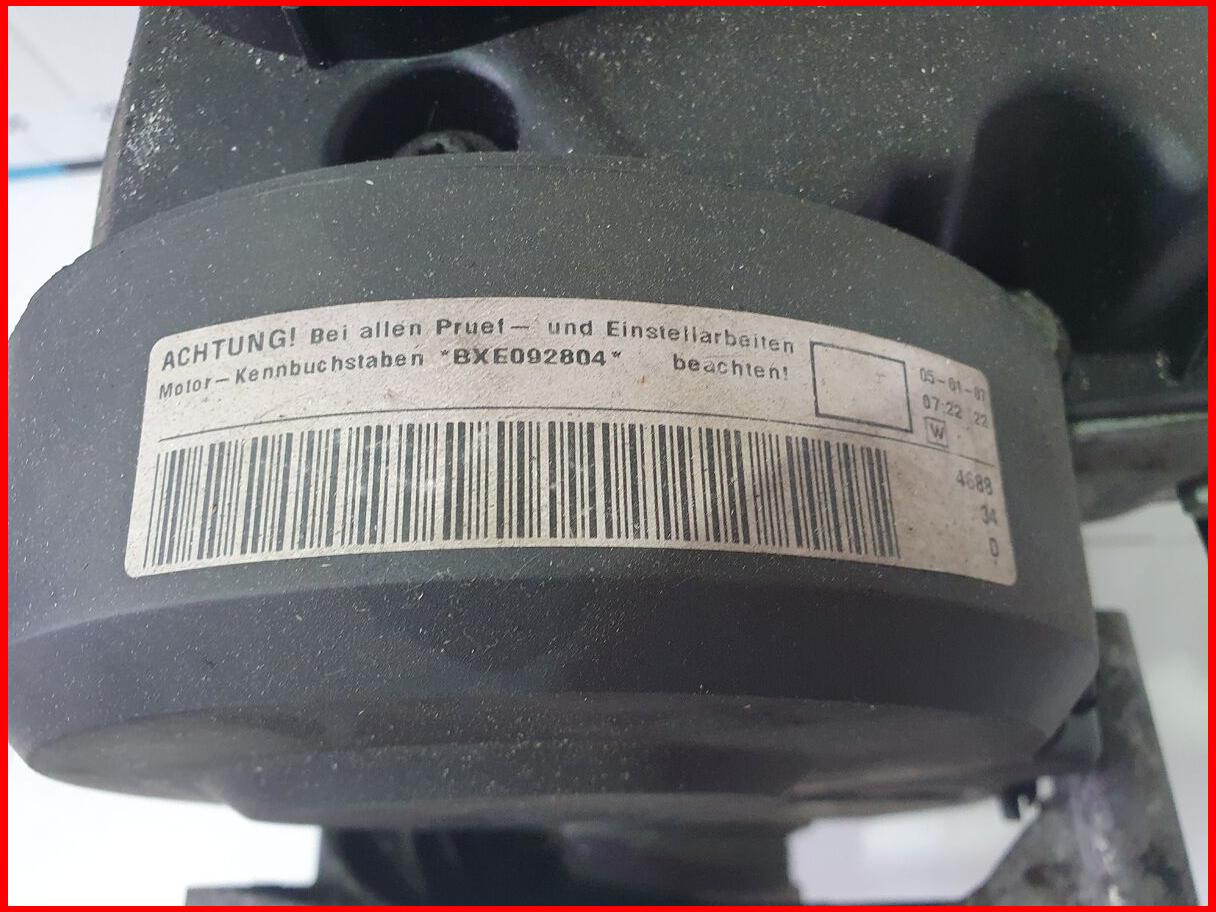 ACHTUNG! Bei allen Pruef- und Einstellarbeiten
Motor-Kennbuchstaben *BXE092804* beachten!
05-01-07
07:22 22
W
4688
34
D